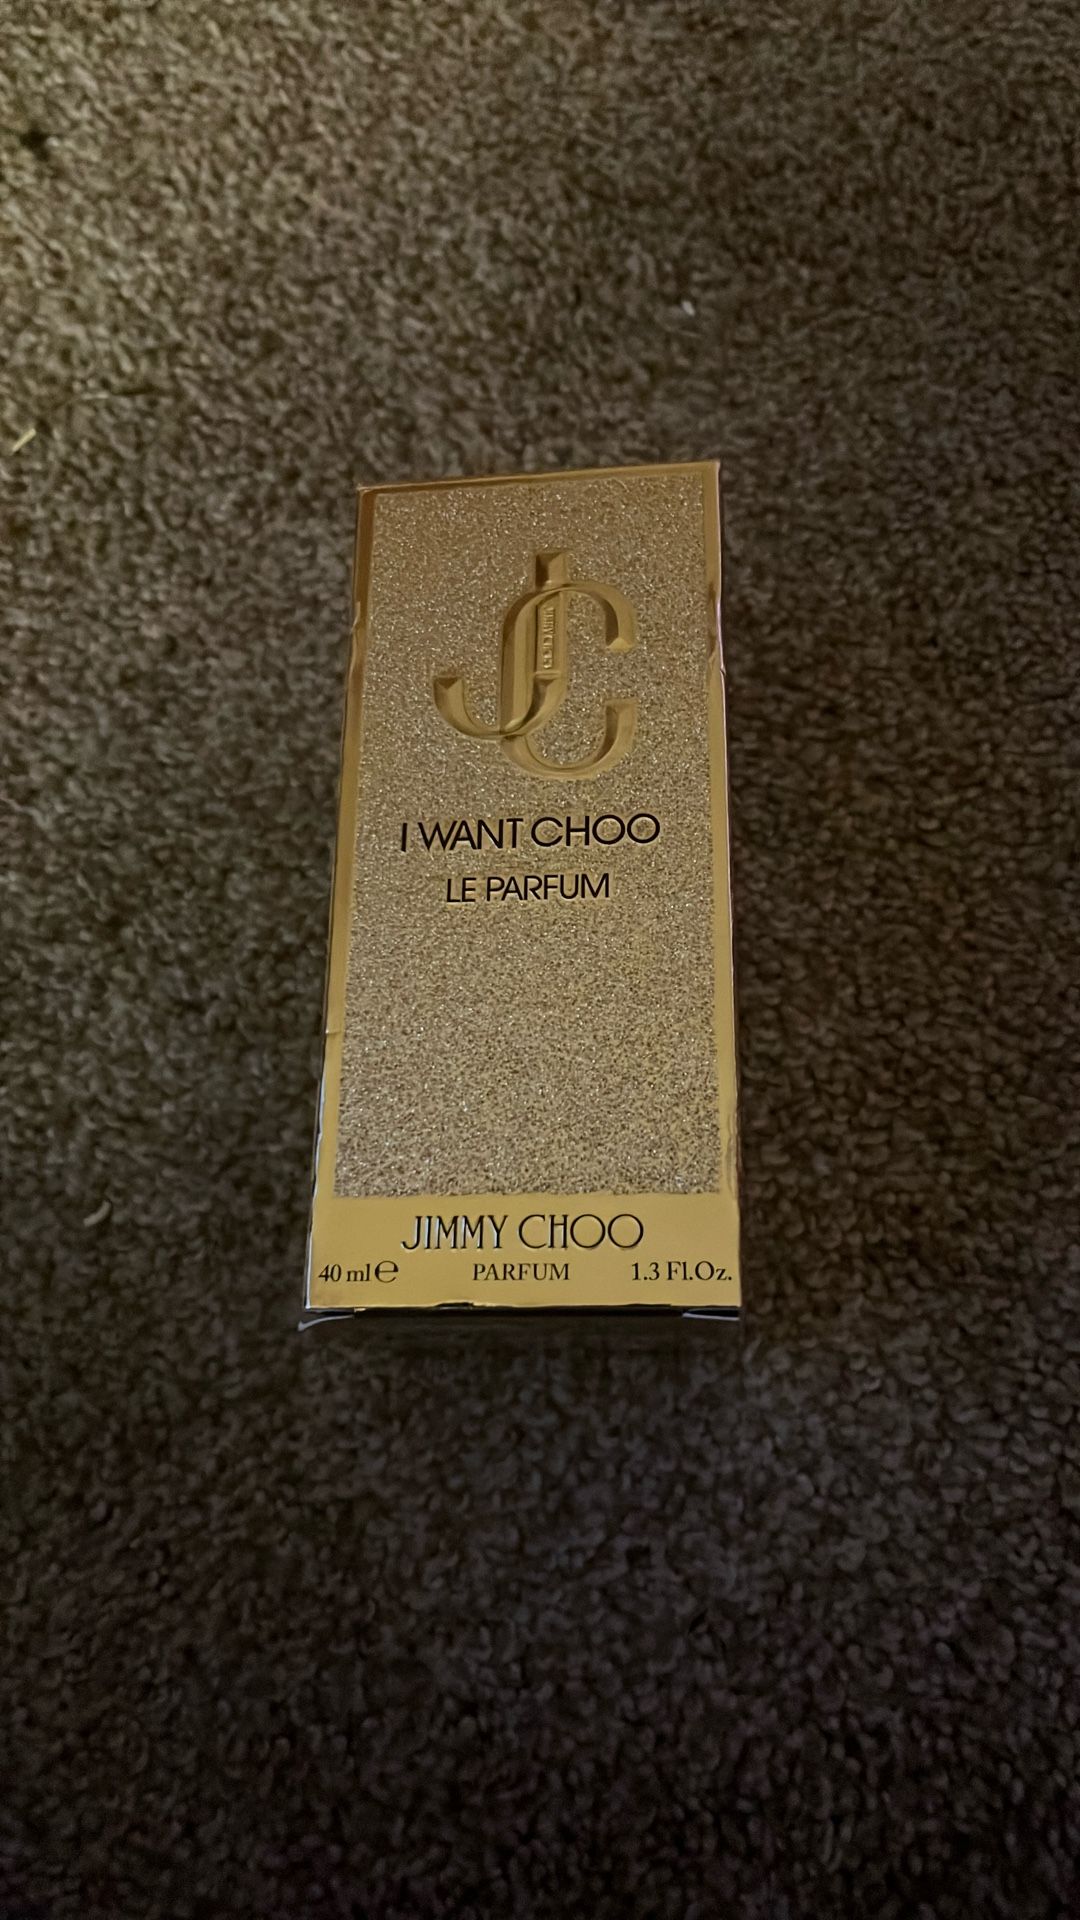 JC
I WANT CHOO
LE PARFUM
JIMMY CHOO
40 ml ℮ PARFUM 1.3 Fl.Oz.